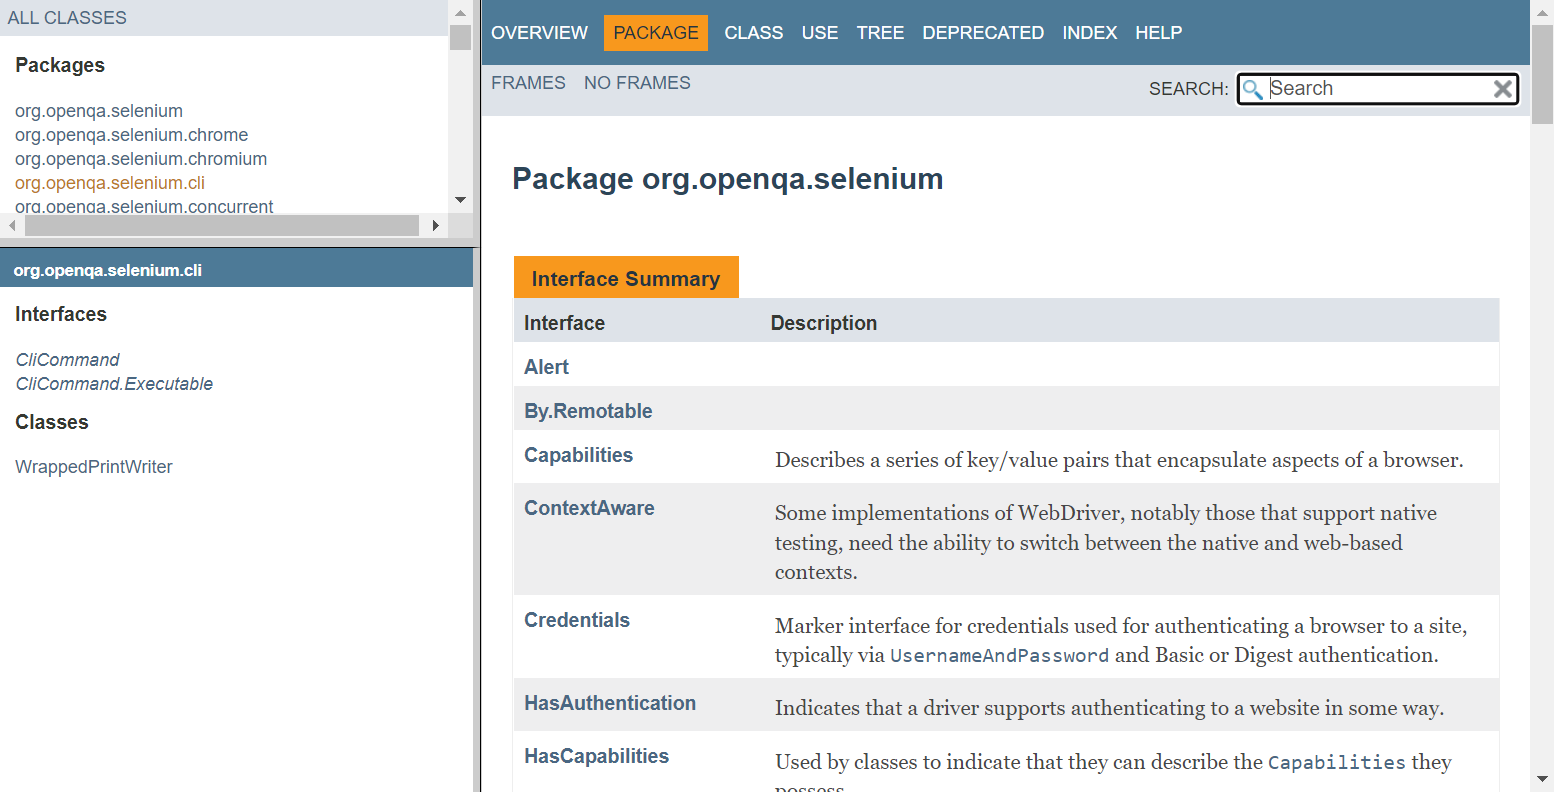 ALL CLASSES
Packages
org.openqa.selenium
org.openqa.selenium.chrome
org.openqa.selenium.chromium
org.openqa.selenium.cli
org.openqa.selenium.concurrent
org.openqa.selenium.cli
Interfaces
CliCommand
CliCommand.Executable
Classes
WrappedPrintWriter
OVERVIEW PACKAGE CLASS USE TREE DEPRECATED INDEX HELP
FRAMES NO FRAMES
SEARCH: Search
Package org.openqa.selenium
Interface Summary
Interface Description
Alert
By.Remotable
Capabilities Describes a series of key/value pairs that encapsulate aspects of a browser.
ContextAware Some implementations of WebDriver, notably those that support native
testing, need the ability to switch between the native and web-based
contexts.
Credentials Marker interface for credentials used for authenticating a browser to a site,
typically via UsernameAndPassword and Basic or Digest authentication.
HasAuthentication Indicates that a driver supports authenticating to a website in some way.
HasCapabilities Used by classes to indicate that they can describe the Capabilities they
possess.